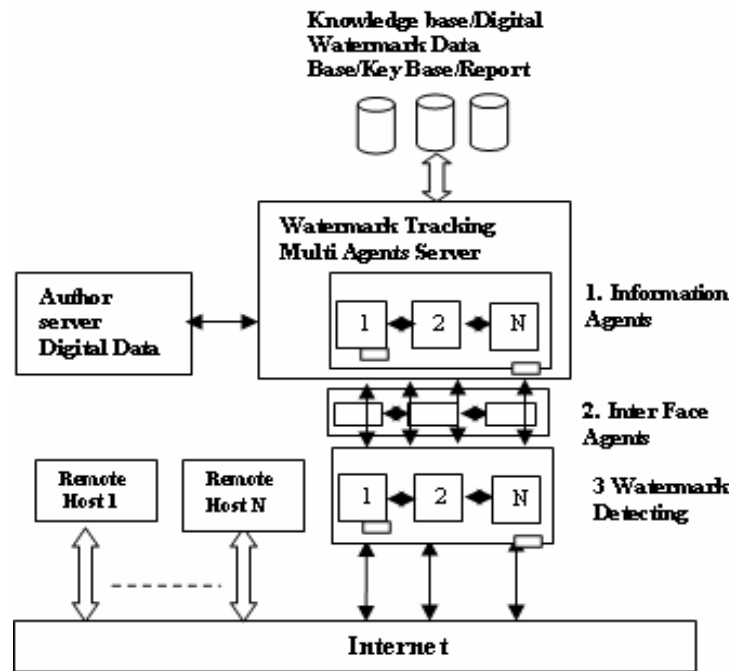 Knowledge base/Digital
Watermark Data
Base/Key Base/Report
Watermark Tracking
Multi Agents Server
1
2
N
1. Information
Agents
Author
server
Digital Data
2. Inter Face
Agents
Remote
Host 1
Remote
Host N
1
2
N
3 Watermark
Detecting
Internet